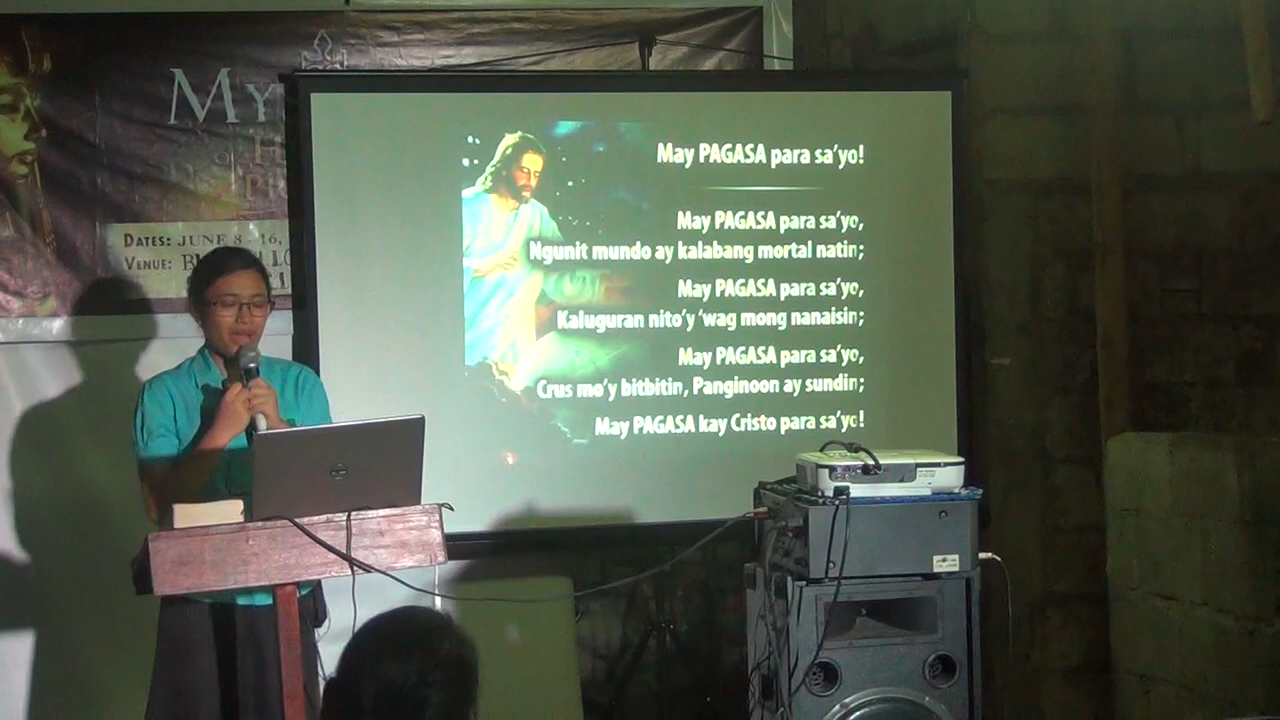 My
DATES: JUNE 8 - 16,
VENUE:
May PAGASA para sa'yo!
May PAGASA para sa'yo,
Ngunit mundo ay kalabang mortal natin;
May PAGASA para sa'yo,
Kaluguran nito'y 'wag mong nanaisin;
May PAGASA para sa'yo,
Crus mo'y bitbitin, Panginoon ay sundin;
May PAGASA kay Cristo para sa'yo!